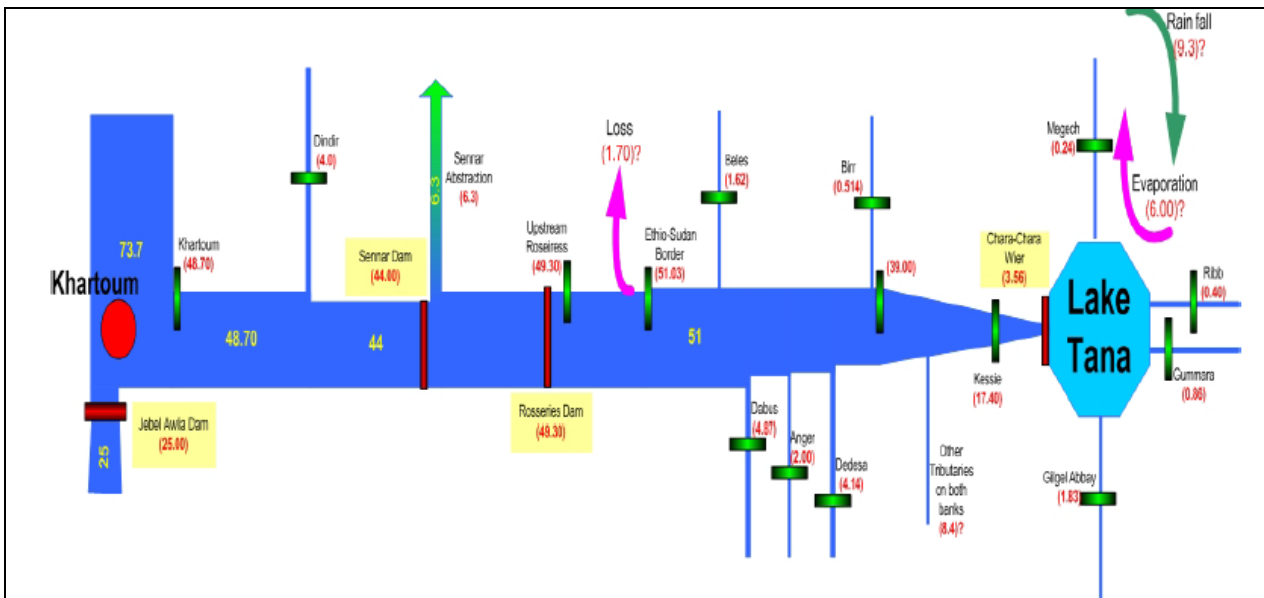 Rain fall
(9.3)?
Megech
(0.24)
Evaporation
(6.00)?
Dindir
(4.0)
6.3
Sennar
Abstraction
(6.3)
Loss
(1.70)?
Beles
(1.62)
Birr
(0.514)
73.7
Khartoum
(48.70)
Khartoum
Sennar Dam
(44.00)
Upstream
Roseiress
(49.30)
Ethio-Sudan
Border
(51.03)
(39.00)
Chara-Chara
Wier
(3.56)
Lake
Tana
Ribb
(0.40)
48.70
44
51
Kessie
(17.40)
Gummara
(0.86)
Jebel Awlia Dam
(25.00)
25
Rosseries Dam
(49.30)
Dabus
(4.87)
Anger
(2.00)
Dedesa
(4.14)
Other
Tributaries
on both
banks
(8.4)?
Gilgel Abbay
(1.83)